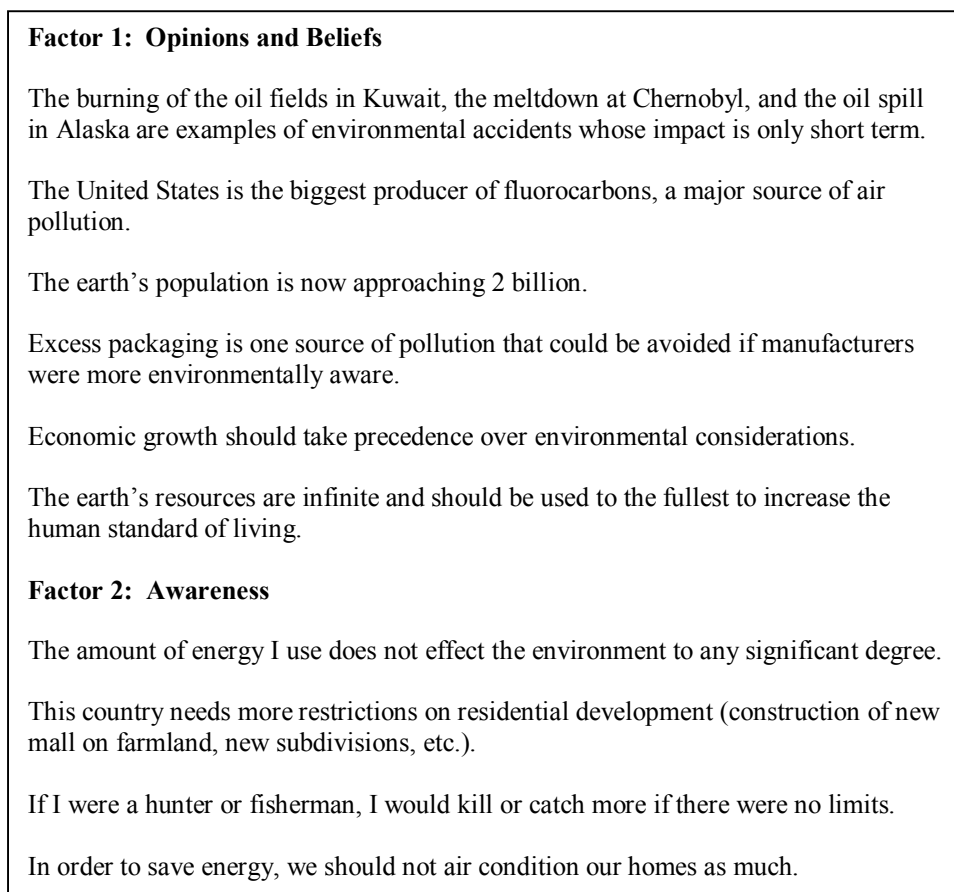 Factor 1:  Opinions and Beliefs
The burning of the oil fields in Kuwait, the meltdown at Chernobyl, and the oil spill
in Alaska are examples of environmental accidents whose impact is only short term.
The United States is the biggest producer of fluorocarbons, a major source of air
pollution.
The earth’s population is now approaching 2 billion.
Excess packaging is one source of pollution that could be avoided if manufacturers
were more environmentally aware.
Economic growth should take precedence over environmental considerations.
The earth’s resources are infinite and should be used to the fullest to increase the
human standard of living.
Factor 2:  Awareness
The amount of energy I use does not effect the environment to any significant degree.
This country needs more restrictions on residential development (construction of new
mall on farmland, new subdivisions, etc.).
If I were a hunter or fisherman, I would kill or catch more if there were no limits.
In order to save energy, we should not air condition our homes as much.